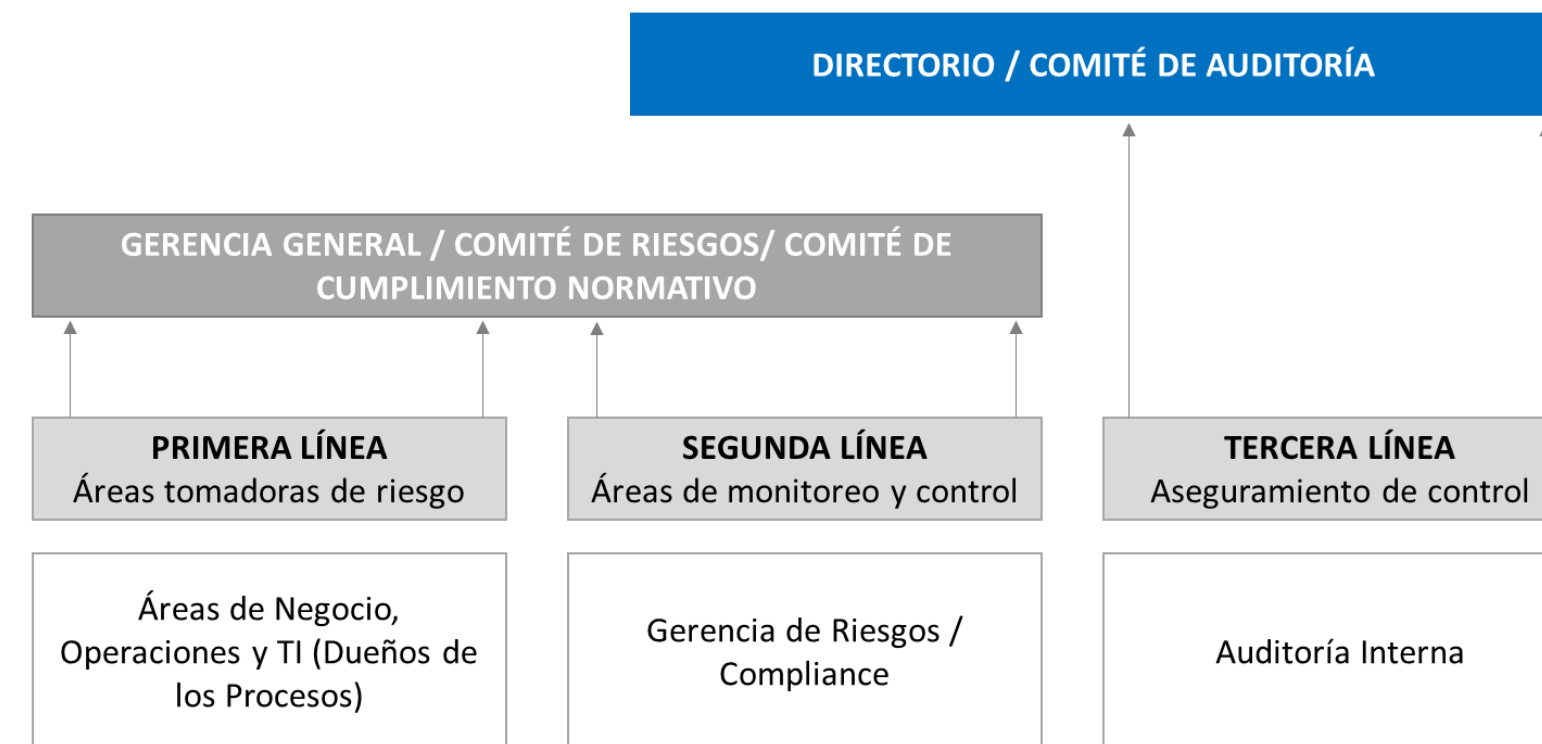 DIRECTORIO / COMITÉ DE AUDITORÍA
GERENCIA GENERAL / COMITÉ DE RIESGOS/ COMITÉ DE
CUMPLIMIENTO NORMATIVO
PRIMERA LÍNEA
Áreas tomadoras de riesgo
SEGUNDA LÍNEA
Áreas de monitoreo y control
TERCERA LÍNEA
Aseguramiento de control
Áreas de Negocio,
Operaciones y TI (Dueños de
los Procesos)
Gerencia de Riesgos /
Compliance
Auditoría Interna